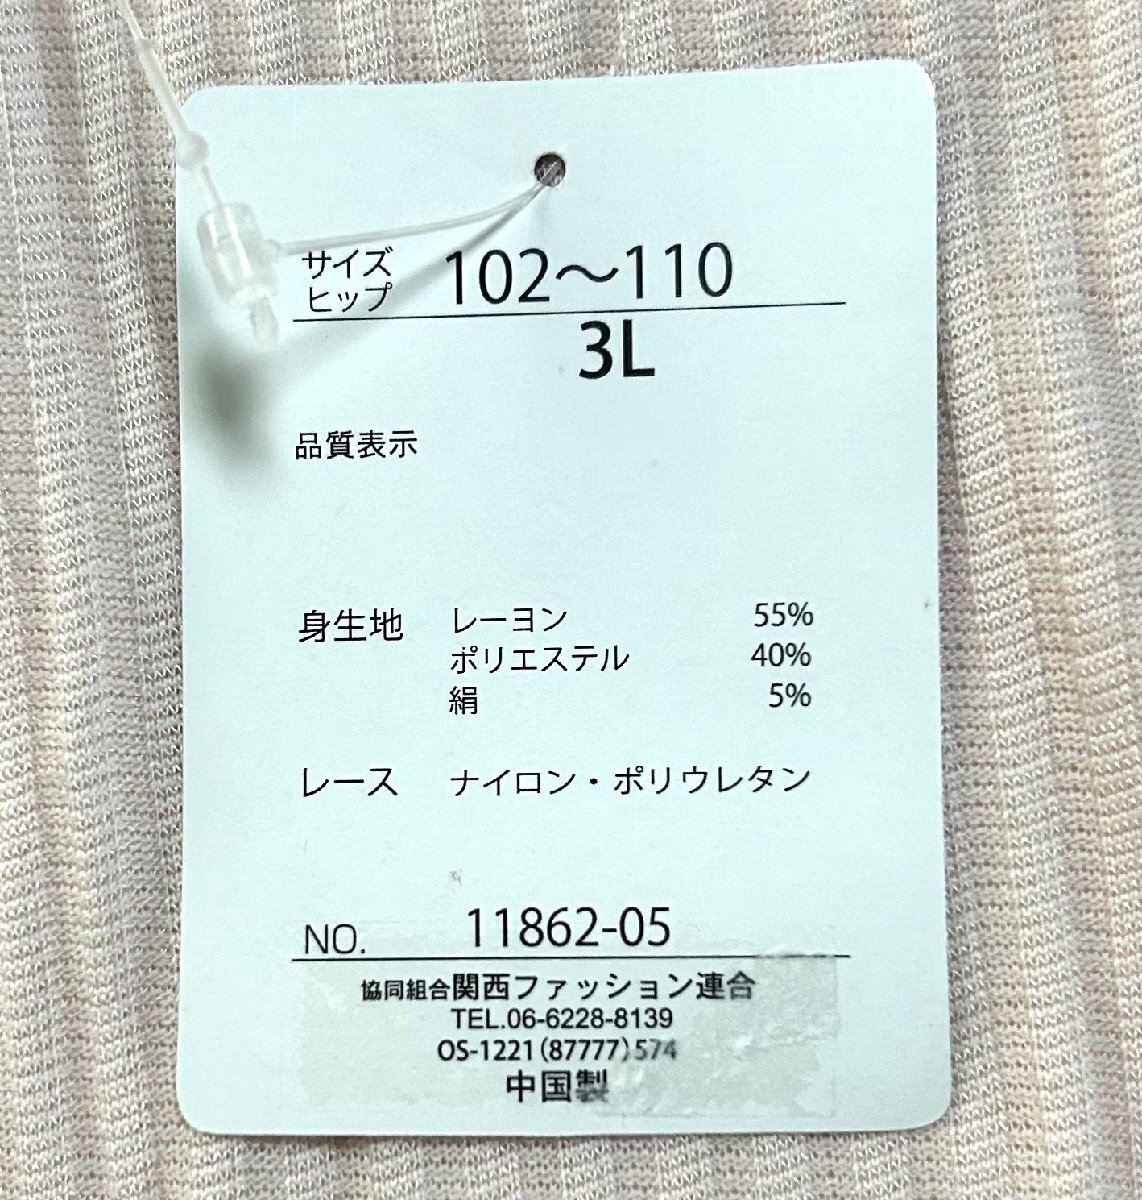 サイズ
ヒップ 102～110
3L
品質表示
身生地 レーヨン 55%
ポリエステル 40%
絹 5%
レース ナイロン・ポリウレタン
NO. 11862-05
協同組合関西ファッション連合
TEL.06-6228-8139
OS-1221(87777)574
中国製